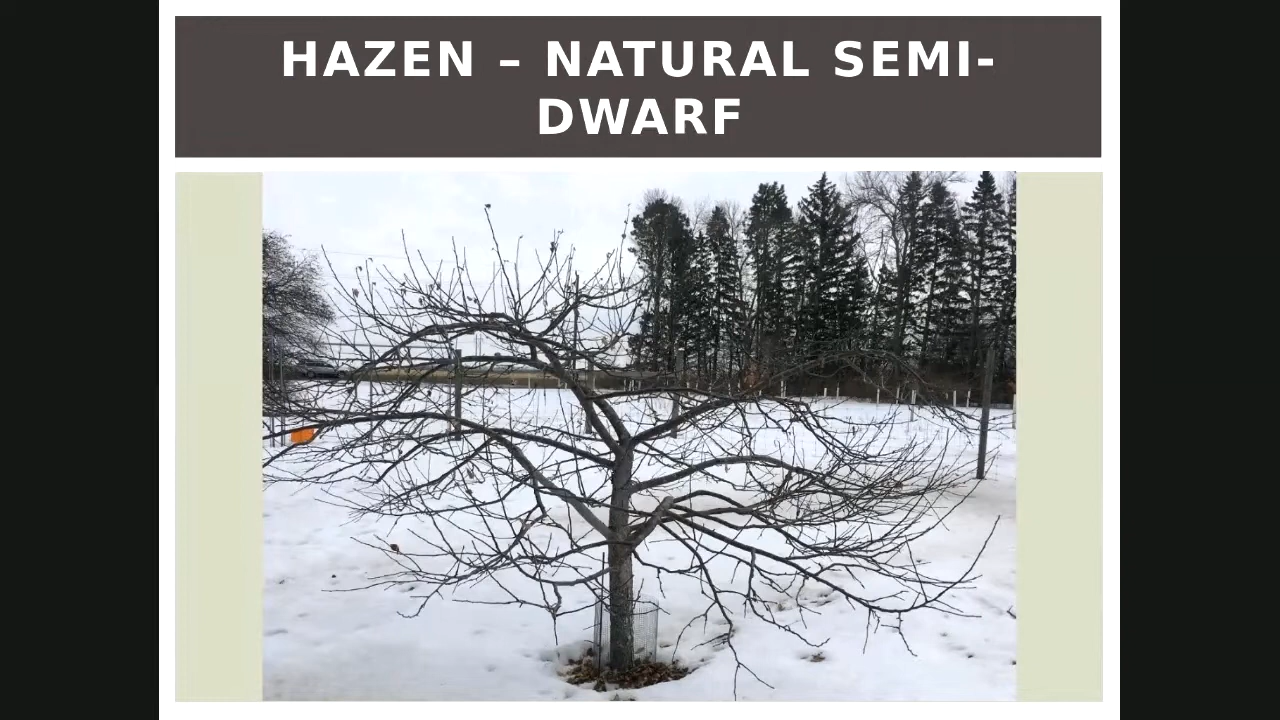 HAZEN – NATURAL SEMI-
DWARF